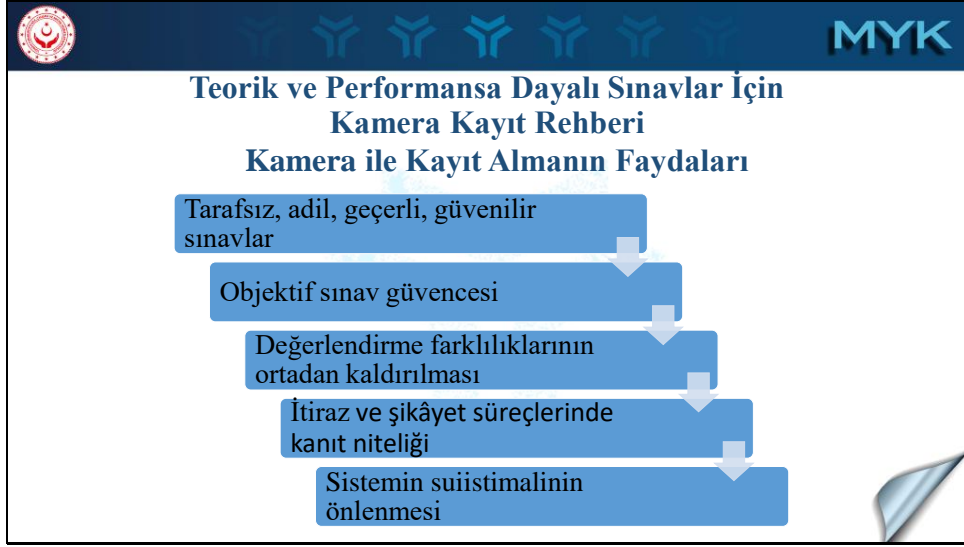 MYK
Teorik ve Performansa Dayalı Sınavlar İçin
Kamera Kayıt Rehberi
Kamera ile Kayıt Almanın Faydaları
Tarafsız, adil, geçerli, güvenilir
sınavlar
Objektif sınav güvencesi
Değerlendirme farklılıklarının
ortadan kaldırılması
İtiraz ve şikâyet süreçlerinde
kanıt niteliği
Sistemin suiistimalinin
önlenmesi